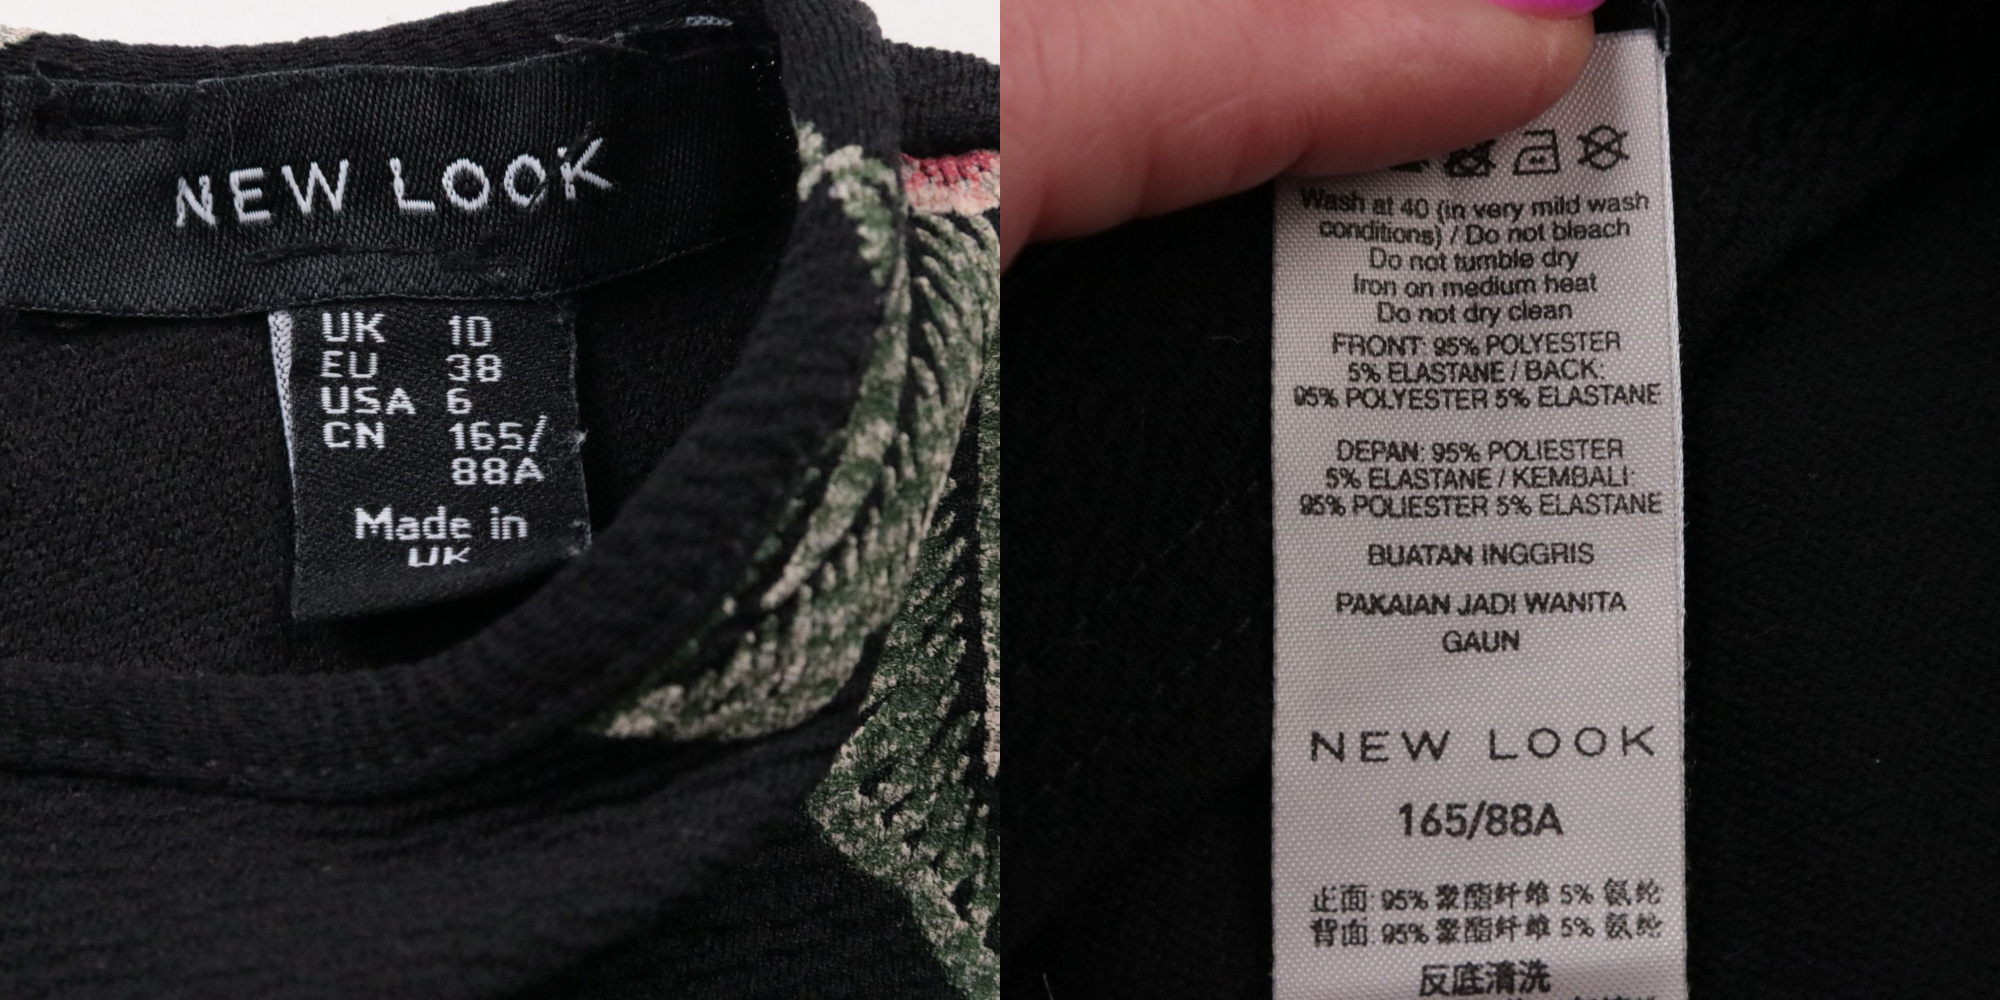 NEW LOOK
UK 10
EU 38
USA 6
CN 165/
88A
Made in
UK
Wash at 40 (in very mild wash
conditions) / Do not bleach
Do not tumble dry
Iron on medium heat
Do not dry clean
FRONT: 95% POLYESTER
5% ELASTANE / BACK:
95% POLYESTER 5% ELASTANE
DEPAN: 95% POLIESTER
5% ELASTANE / KEMBALI:
95% POLIESTER 5% ELASTANE
BUATAN INGGRIS
PAKAIAN JADI WANITA
GAUN
NEW LOOK
165/88A
正面: 95% 聚酯纤维 5% 氨纶
背面: 95% 聚酯纤维 5% 氨纶
反底清洗